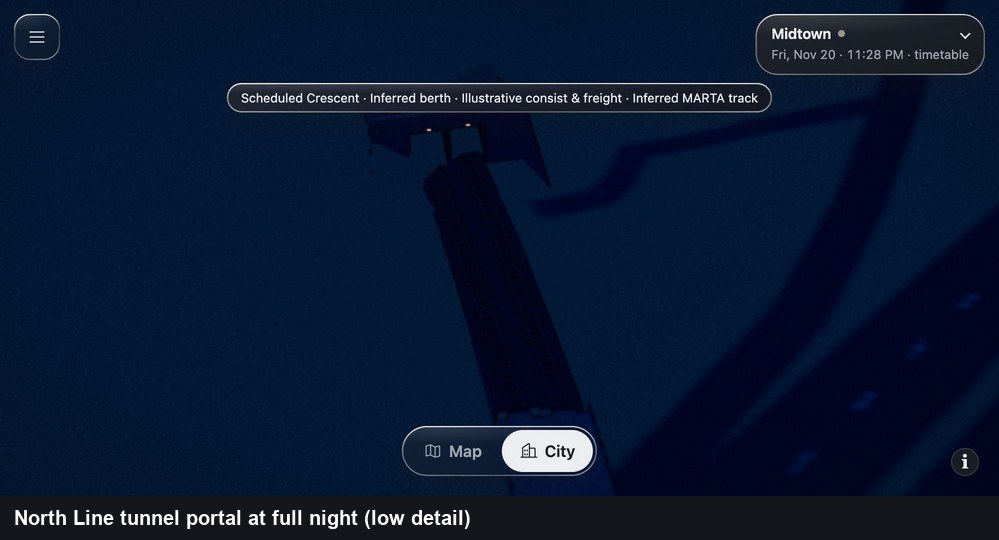 Midtown
Fri, Nov 20 · 11:28 PM · timetable
Scheduled Crescent · Inferred berth · Illustrative consist & freight · Inferred MARTA track
Map
City
i
North Line tunnel portal at full night (low detail)